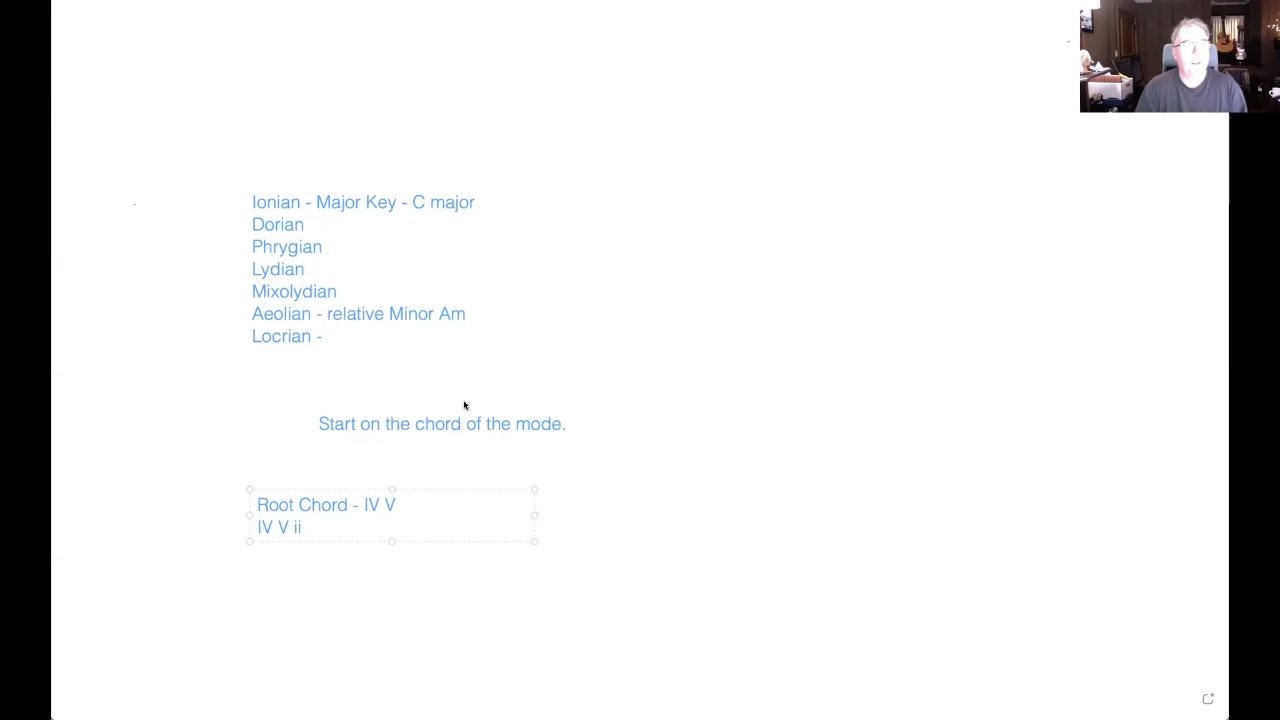 Ionian - Major Key - C major
Dorian
Phrygian
Lydian
Mixolydian
Aeolian - relative Minor Am
Locrian -
Start on the chord of the mode.
Root Chord - IV V
IV V ii